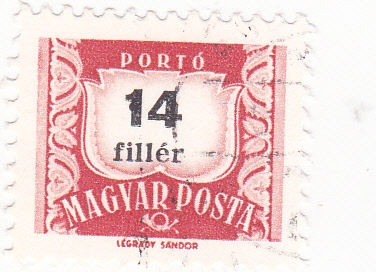 PORTÓ
14
fillér
MAGYAR·POSTA
LÉGRÁDY SÁNDOR